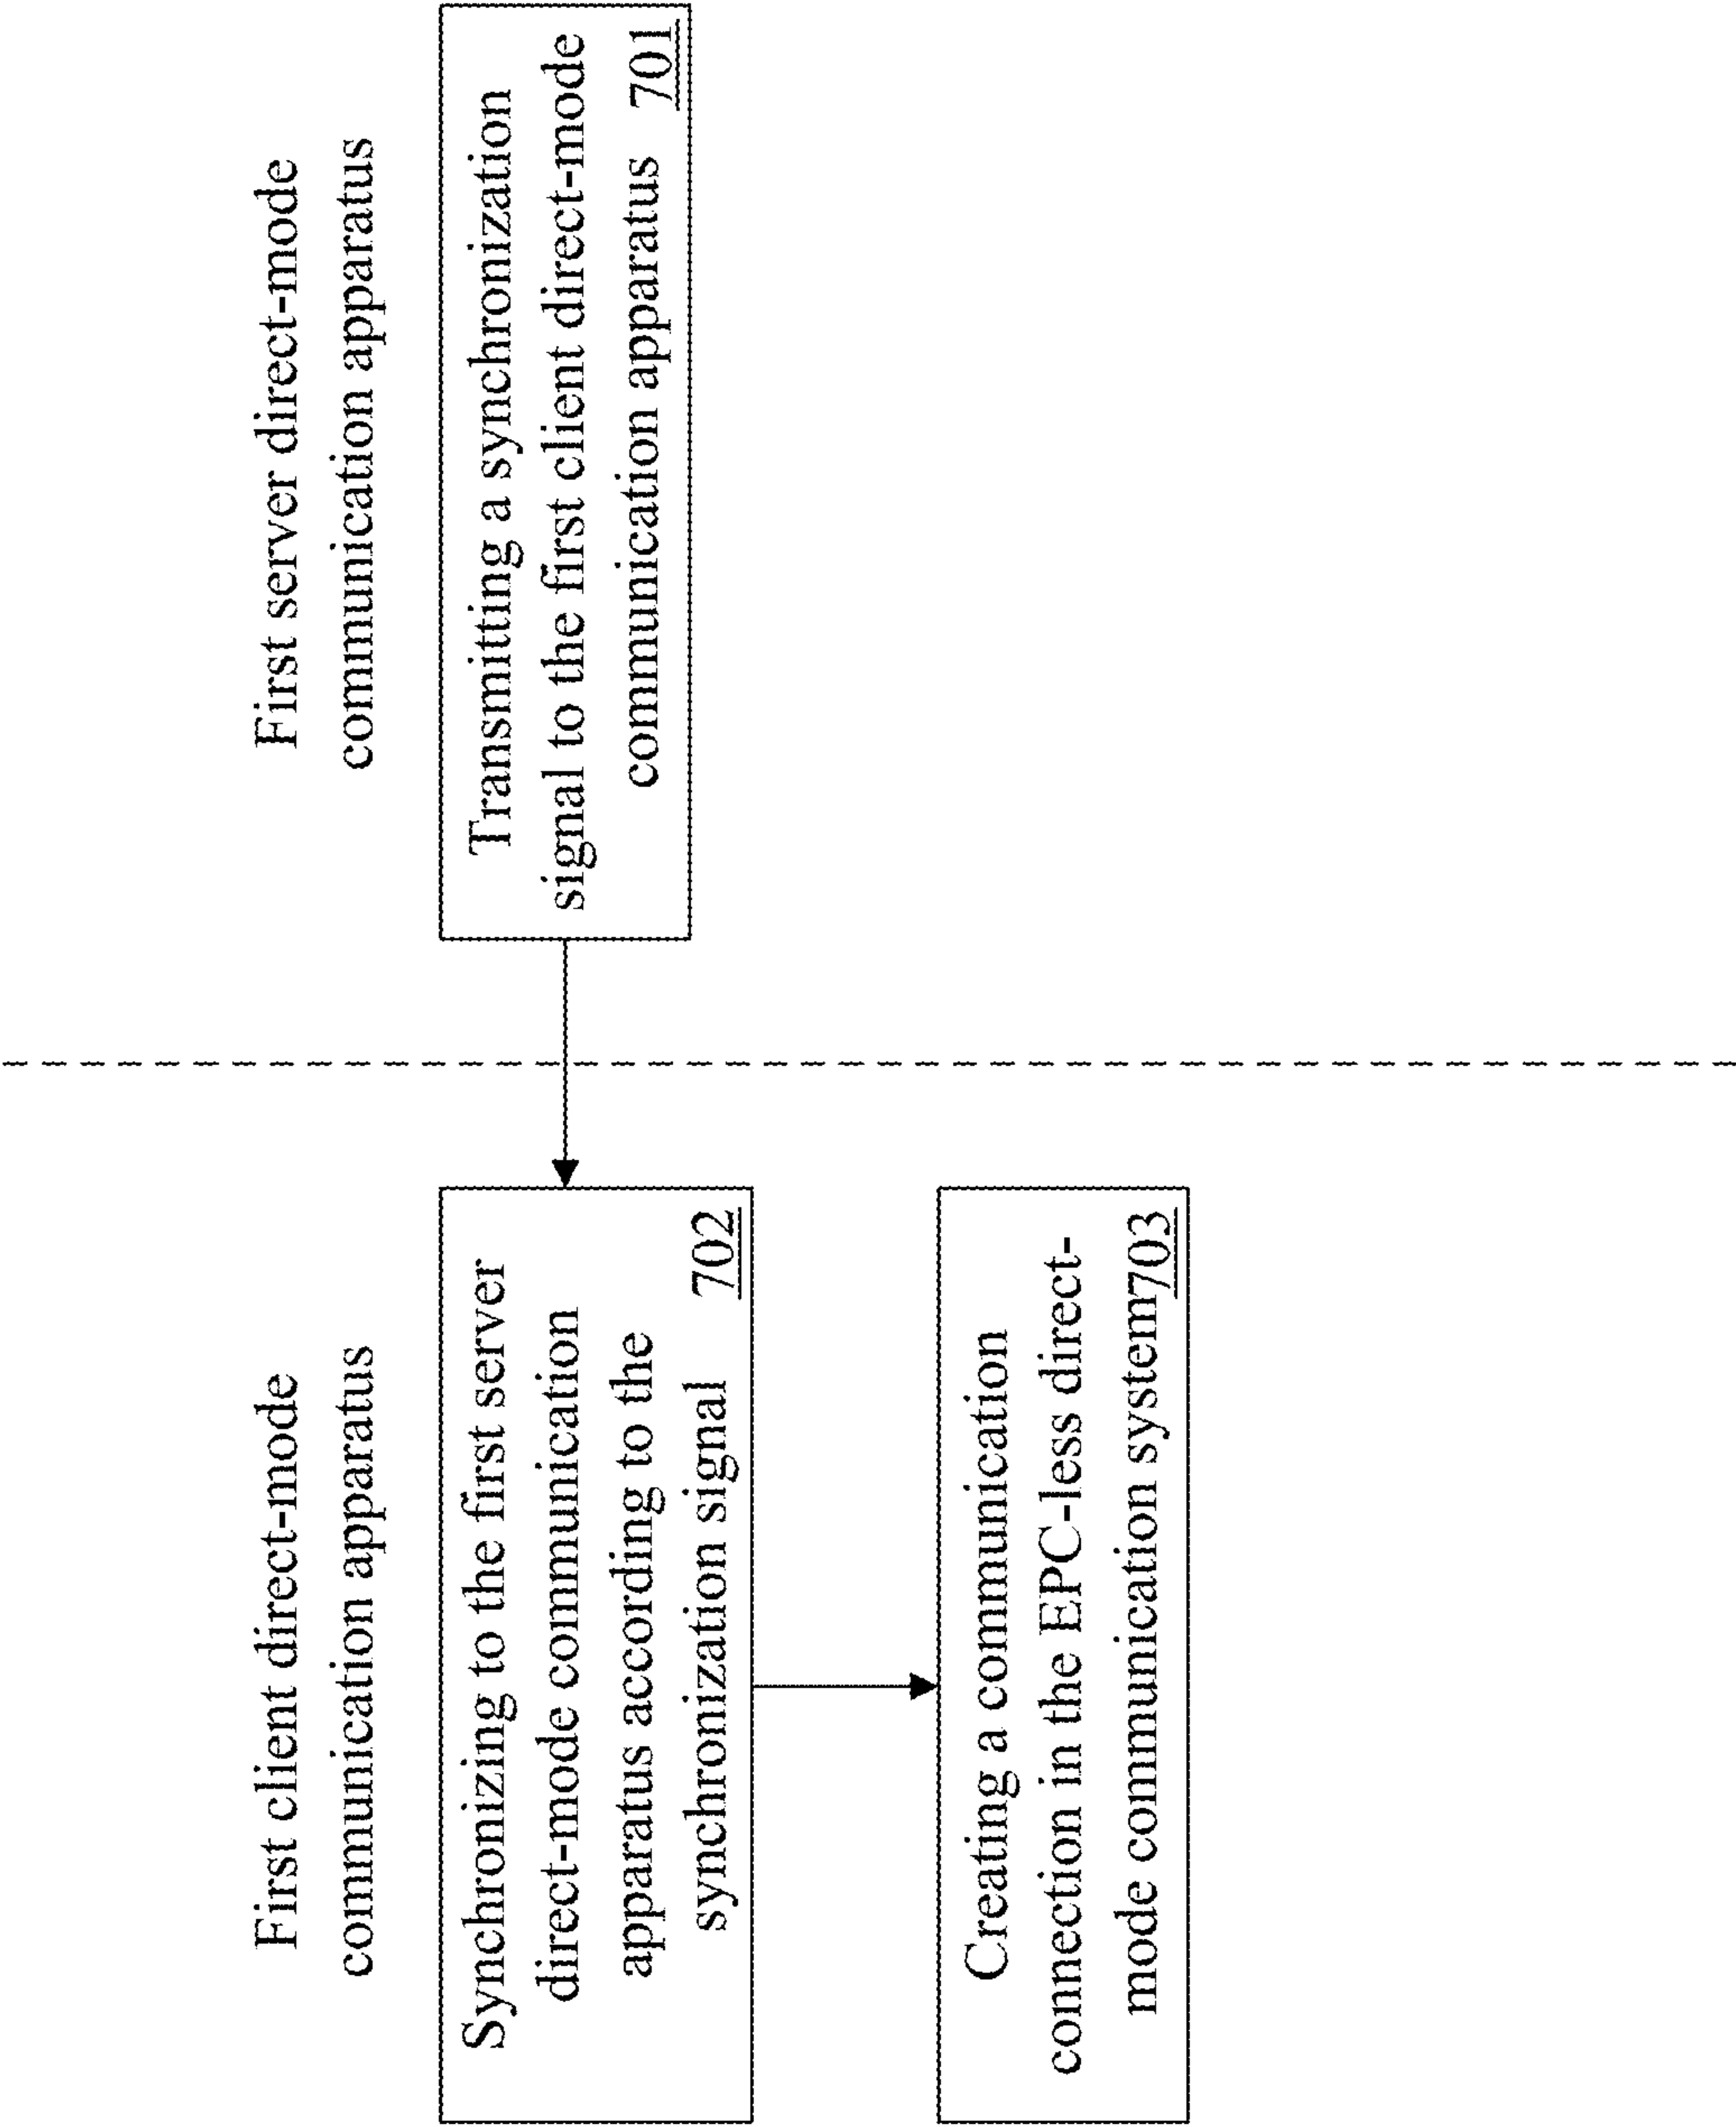 First client direct-mode
communication apparatus
First server direct-mode
communication apparatus
Transmitting a synchronization
signal to the first client direct-mode
communication apparatus 701
Synchronizing to the first server
direct-mode communication
apparatus according to the
synchronization signal 702
Creating a communication
connection in the EPC-less direct-
mode communication system703